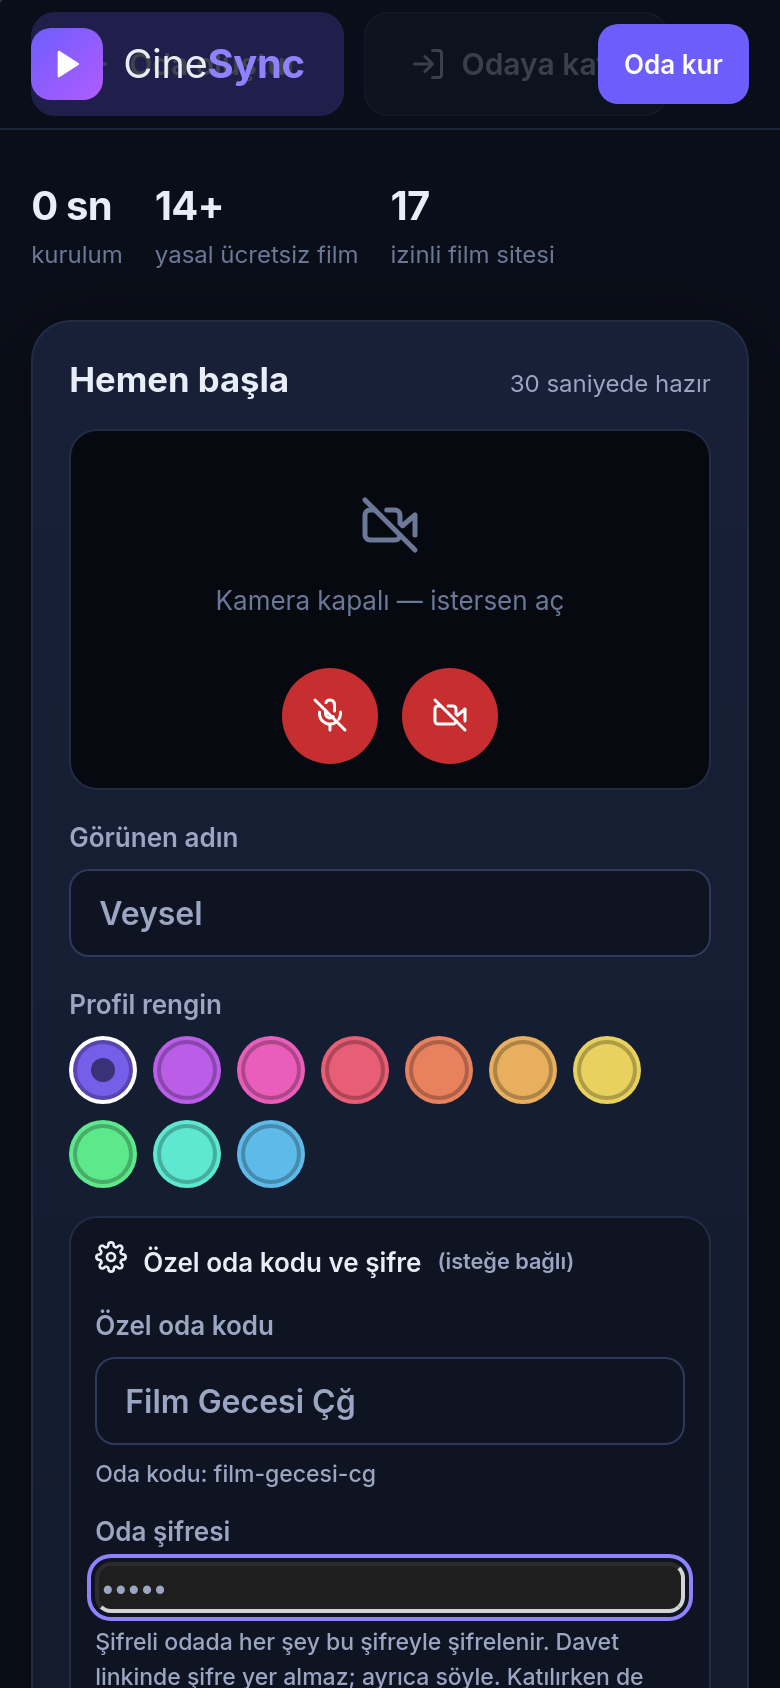 CineSync
Odaya ka
Oda kur
0 sn
kurulum
14+
yasal ücretsiz film
17
izinli film sitesi
Hemen başla
30 saniyede hazır
Kamera kapalı — istersen aç
Görünen adın
Veysel
Profil rengin
Özel oda kodu ve şifre (isteğe bağlı)
Özel oda kodu
Film Gecesi Çğ
Oda kodu: film-gecesi-cg
Oda şifresi
•••••
Şifreli odada her şey bu şifreyle şifrelenir. Davet
linkinde şifre yer almaz; ayrıca söyle. Katılırken de